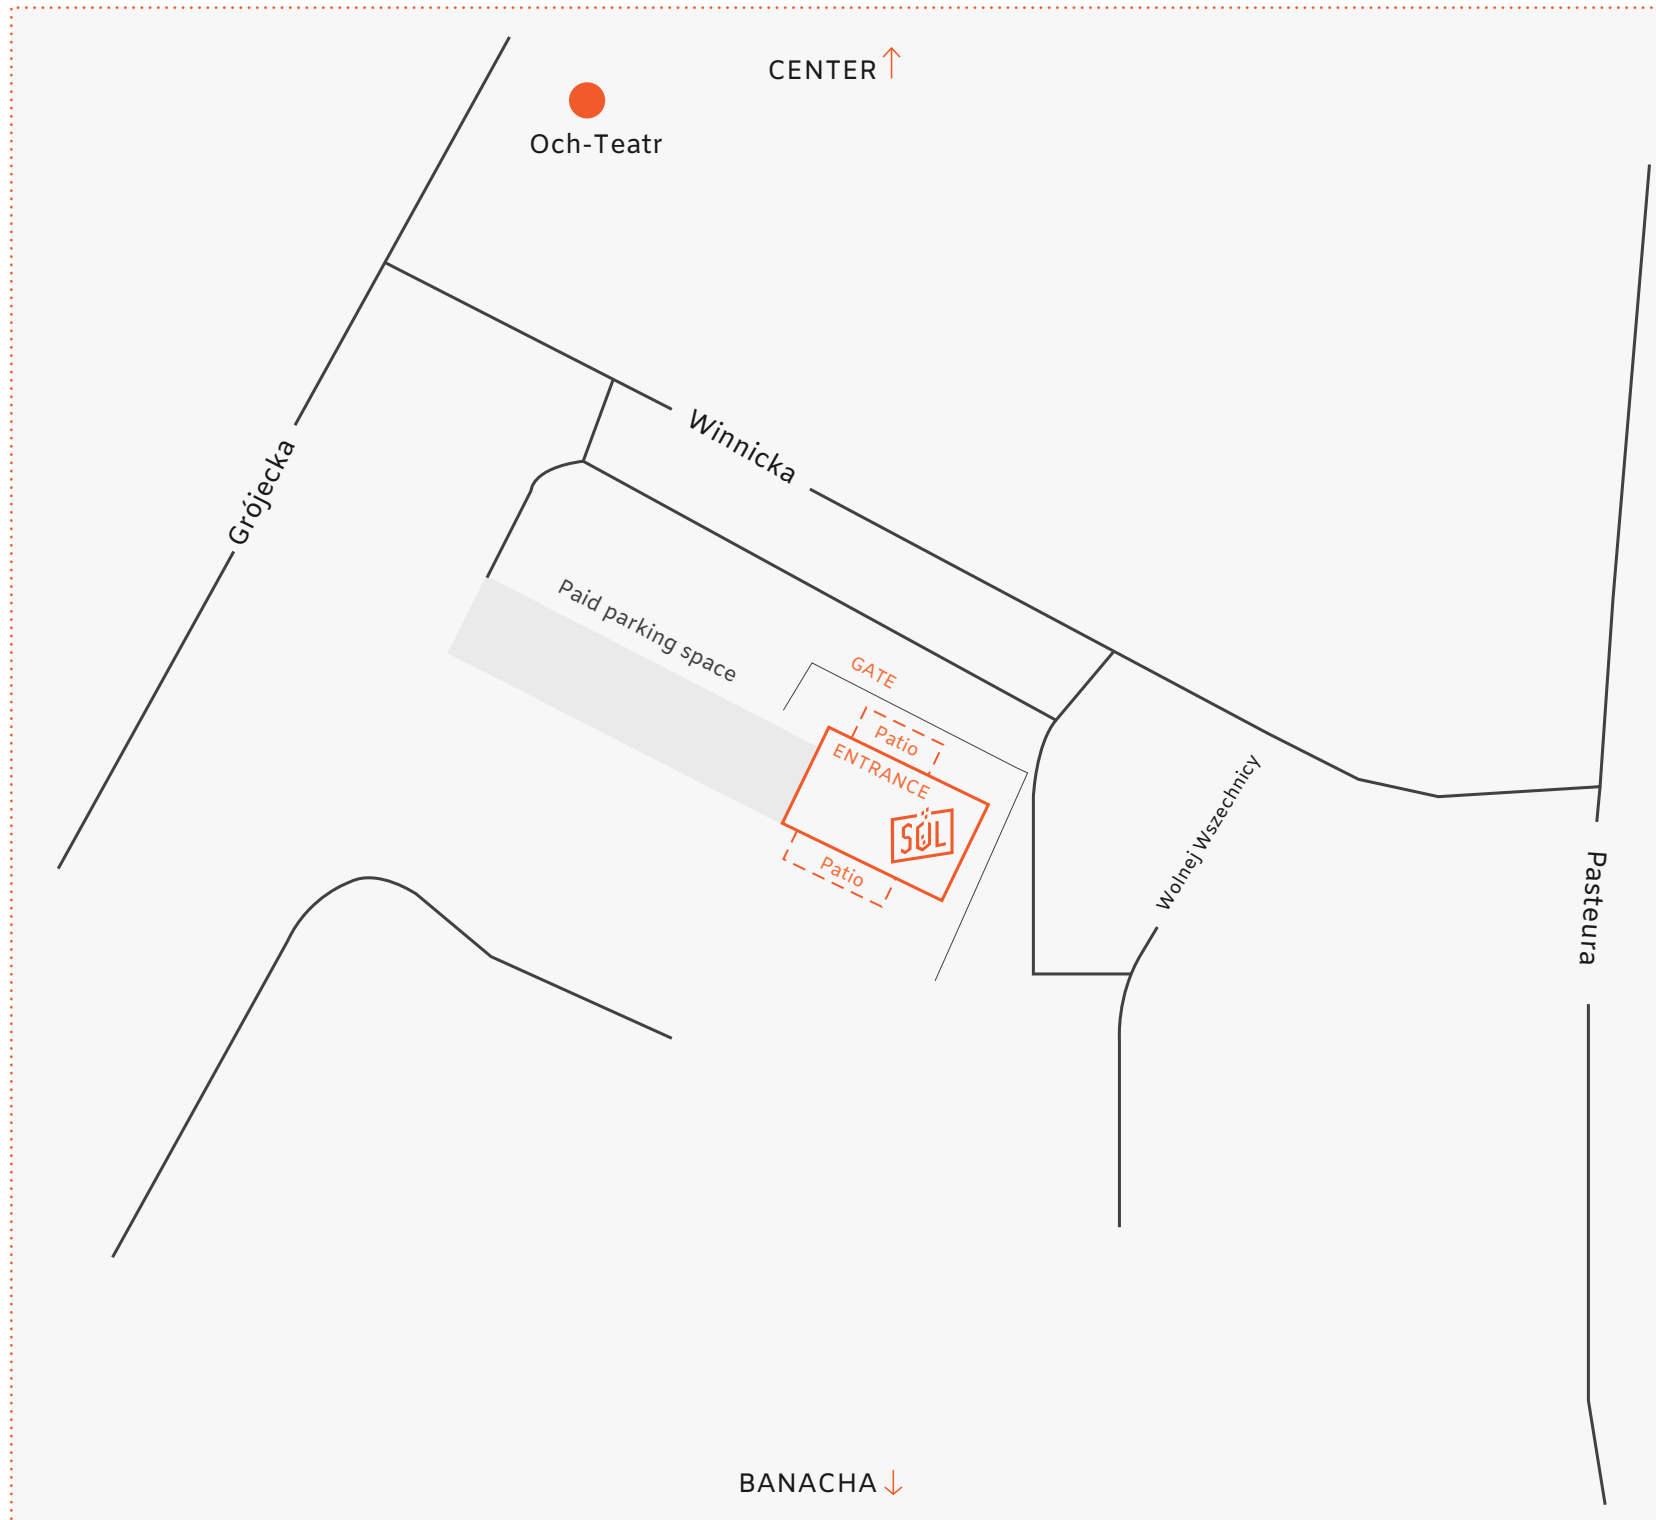 CENTER
Och-Teatr
Winnicka
Grójecka
Paid parking space
GATE
Patio
ENTRANCE
SÓL
Patio
Wolnej Wszechnicy
Pasteura
BANACHA